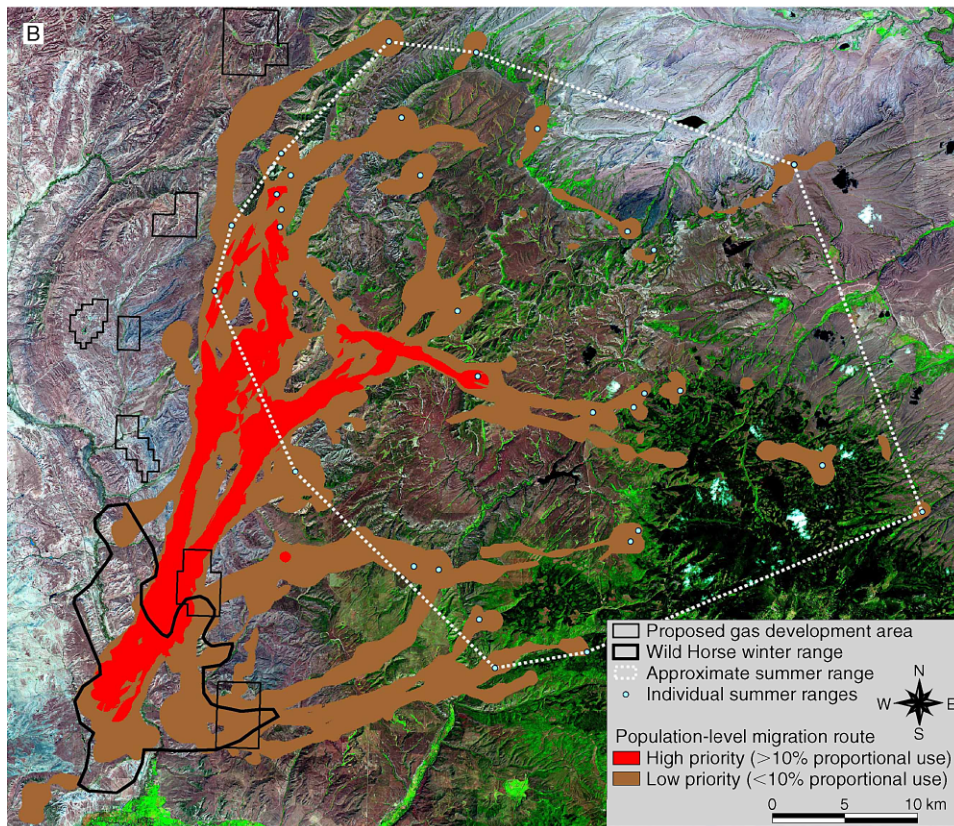 B
Proposed gas development area
Wild Horse winter range
Approximate summer range
Individual summer ranges
N
W E
S
Population-level migration route
High priority (>10% proportional use)
Low priority (<10% proportional use)
0 5 10 km